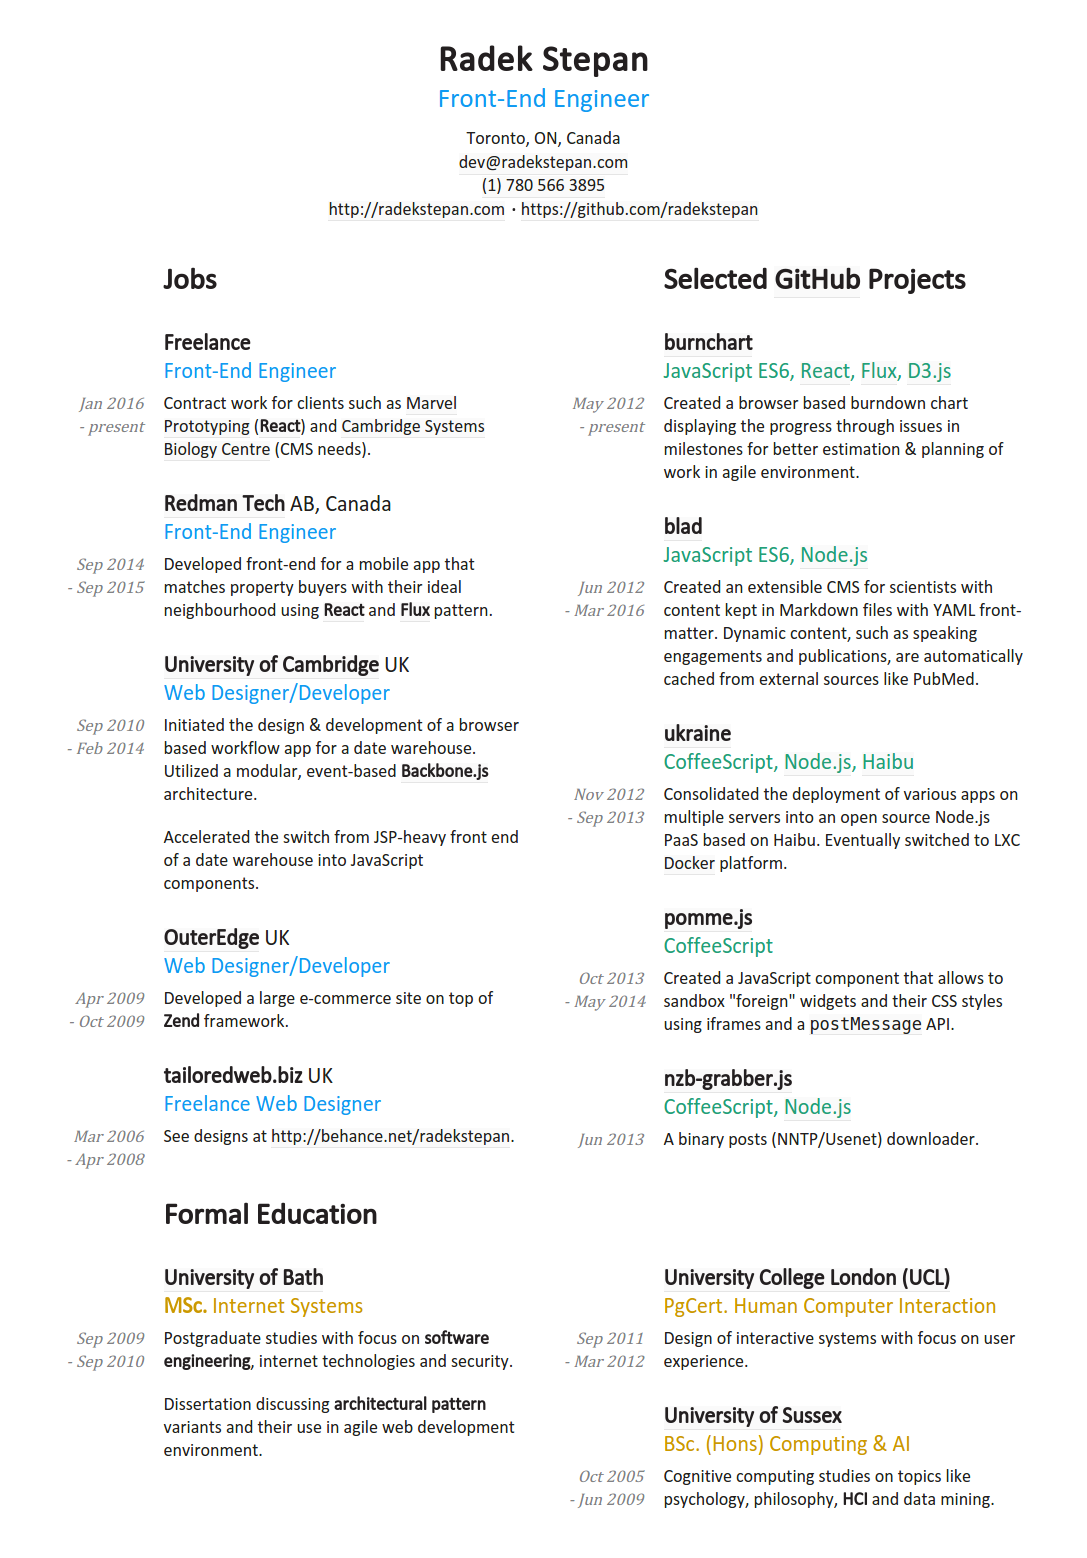 Radek Stepan
Front-End Engineer
Toronto, ON, Canada
dev@radekstepan.com
(1) 780 566 3895
http://radekstepan.com · https://github.com/radekstepan
Jobs
Freelance
Front-End Engineer
Jan 2016
- present
Contract work for clients such as Marvel
Prototyping (React) and Cambridge Systems
Biology Centre (CMS needs).
Redman Tech AB, Canada
Front-End Engineer
Sep 2014
- Sep 2015
Developed front-end for a mobile app that
matches property buyers with their ideal
neighbourhood using React and Flux pattern.
University of Cambridge UK
Web Designer/Developer
Sep 2010
- Feb 2014
Initiated the design & development of a browser
based workflow app for a date warehouse.
Utilized a modular, event-based Backbone.js
architecture.
Accelerated the switch from JSP-heavy front end
of a date warehouse into JavaScript
components.
OuterEdge UK
Web Designer/Developer
Apr 2009
- Oct 2009
Developed a large e-commerce site on top of
Zend framework.
tailoredweb.biz UK
Freelance Web Designer
Mar 2006
- Apr 2008
See designs at http://behance.net/radekstepan.
Selected GitHub Projects
burnchart
JavaScript ES6, React, Flux, D3.js
May 2012
- present
Created a browser based burndown chart
displaying the progress through issues in
milestones for better estimation & planning of
work in agile environment.
blad
JavaScript ES6, Node.js
Jun 2012
- Mar 2016
Created an extensible CMS for scientists with
content kept in Markdown files with YAML front-
matter. Dynamic content, such as speaking
engagements and publications, are automatically
cached from external sources like PubMed.
ukraine
CoffeeScript, Node.js, Haibu
Nov 2012
- Sep 2013
Consolidated the deployment of various apps on
multiple servers into an open source Node.js
PaaS based on Haibu. Eventually switched to LXC
Docker platform.
pomme.js
CoffeeScript
Oct 2013
- May 2014
Created a JavaScript component that allows to
sandbox "foreign" widgets and their CSS styles
using iframes and a postMessage API.
nzb-grabber.js
CoffeeScript, Node.js
Jun 2013
A binary posts (NNTP/Usenet) downloader.
Formal Education
University of Bath
MSc. Internet Systems
Sep 2009
- Sep 2010
Postgraduate studies with focus on software
engineering, internet technologies and security.
Dissertation discussing architectural pattern
variants and their use in agile web development
environment.
University College London (UCL)
PgCert. Human Computer Interaction
Sep 2011
- Mar 2012
Design of interactive systems with focus on user
experience.
University of Sussex
BSc. (Hons) Computing & AI
Oct 2005
- Jun 2009
Cognitive computing studies on topics like
psychology, philosophy, HCI and data mining.